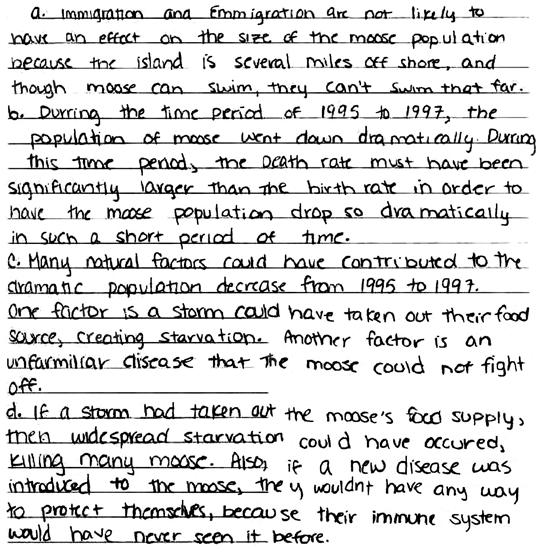 a. Immigration and Emmigration are not likely to
have an effect on the size of the moose population
because the island is several miles off shore, and
though moose can swim, they can't swim that far.
b. Durring the time period of 1995 to 1997, the
population of moose went down dramatically. Durring
this time period, the Death rate must have been
significantly larger than the birth rate in order to
have the moose population drop so dramatically
in such a short period of time.
c. Many natural factors could have contributed to the
dramatic population decrease from 1995 to 1997.
One factor is a storm could have taken out their food
source, creating starvation. Another factor is an
unfarmiliar disease that the moose could not fight
off.
d. If a storm had taken out the moose's food supply,
then widespread starvation could have occured,
killing many moose. Also, if a new disease was
introduced to the moose, they wouldnt have any way
to protect themselves, because their immune system
would have never seen it before.